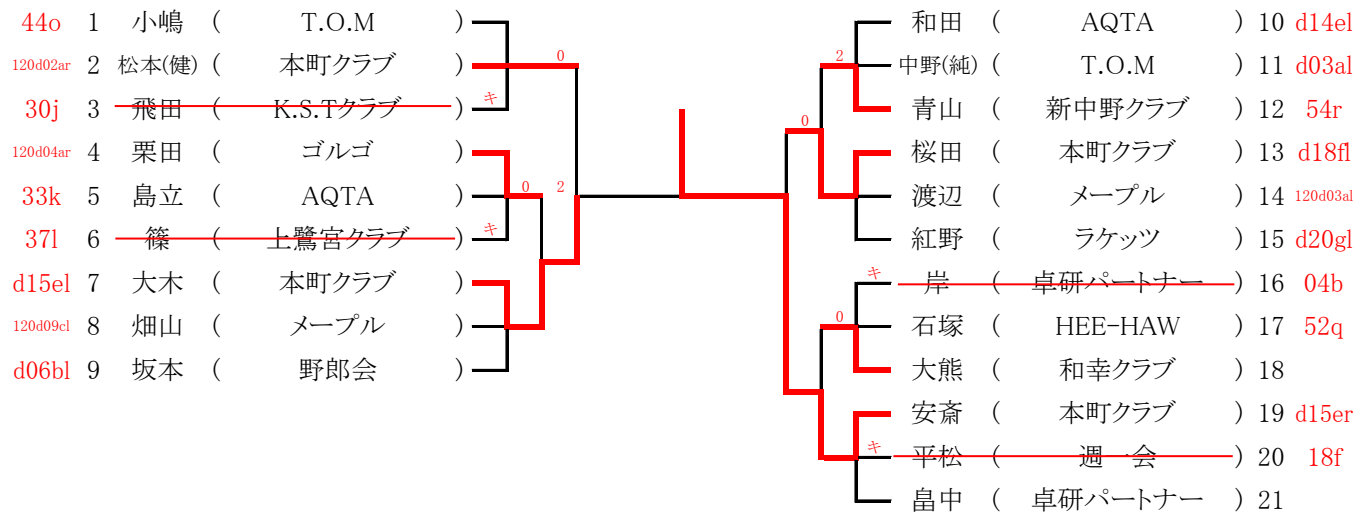 44o 1 小嶋 ( T.O.M )
120d02ar 2 松本(健) ( 本町クラブ ) 0
30j 3 飛田 ( K.S.Tクラブ ) キ
120d04ar 4 栗田 ( ゴルゴ )
33k 5 島立 ( AQTA ) 0 2
37l 6 篠 ( 上鷺宮クラブ ) キ
d15el 7 大木 ( 本町クラブ )
120d09cl 8 畑山 ( メープル )
d06bl 9 坂本 ( 野郎会 )
和田 ( AQTA ) 10 d14el
2 中野(純) ( T.O.M ) 11 d03al
青山 ( 新中野クラブ ) 12 54r
0 桜田 ( 本町クラブ ) 13 d18fl
渡辺 ( メープル ) 14 120d03al
紅野 ( ラケッツ ) 15 d20gl
キ 岸 ( 卓研パートナー ) 16 04b
0 石塚 ( HEE-HAW ) 17 52q
大熊 ( 和幸クラブ ) 18
安斎 ( 本町クラブ ) 19 d15er
キ 平松 ( 週一会 ) 20 18f
畠中 ( 卓研パートナー ) 21